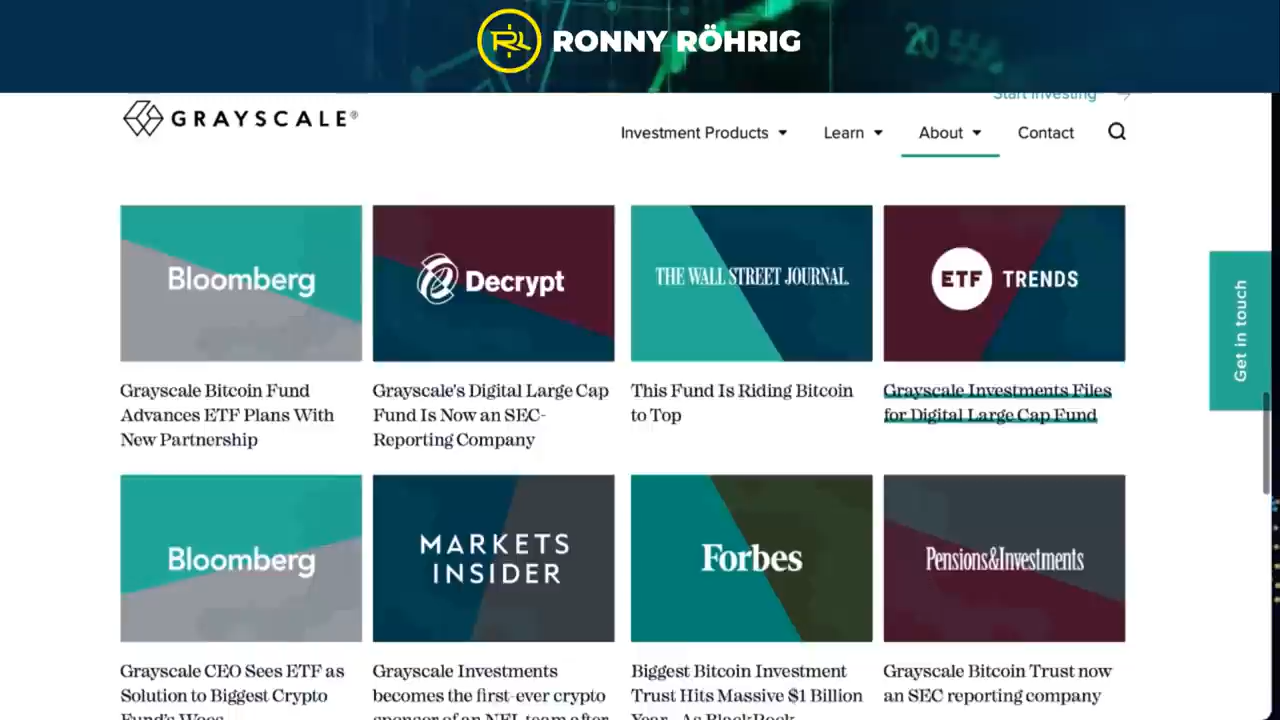 RONNY RÖHRIG
Start Investing
GRAYSCALE®
Investment Products
Learn
About
Contact
Bloomberg
Decrypt
THE WALL STREET JOURNAL.
ETF TRENDS
Get in touch
Grayscale Bitcoin Fund
Advances ETF Plans With
New Partnership
Grayscale's Digital Large Cap
Fund Is Now an SEC-
Reporting Company
This Fund Is Riding Bitcoin
to Top
Grayscale Investments Files
for Digital Large Cap Fund
Bloomberg
MARKETS
INSIDER
Forbes
Pensions&Investments
Grayscale CEO Sees ETF as
Solution to Biggest Crypto
Fund's Woes
Grayscale Investments
becomes the first-ever crypto
sponsor of an NFL team after
Biggest Bitcoin Investment
Trust Hits Massive $1 Billion
Year—As BlackRock
Grayscale Bitcoin Trust now
an SEC reporting company